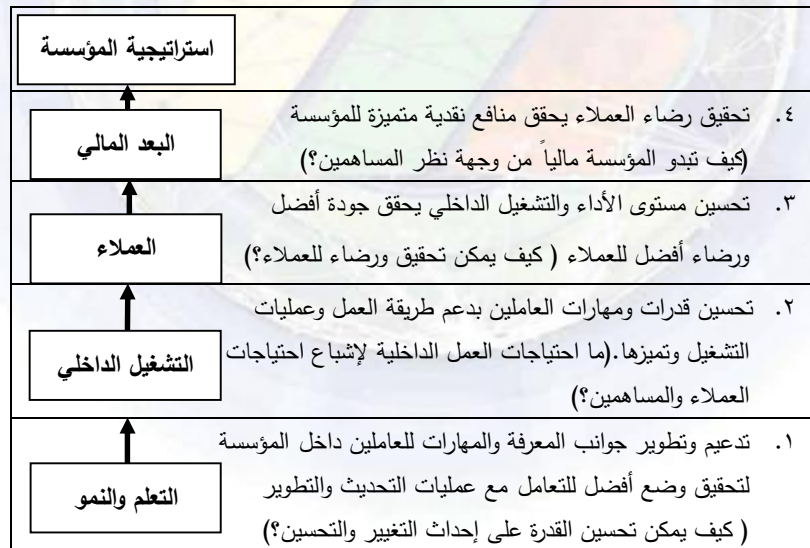 استراتيجية المؤسسة
٤. تحقيق رضاء العملاء يحقق منافع نقدية متميزة للمؤسسة
(كيف تبدو المؤسسة مالياً من وجهة نظر المساهمين؟)
البعد المالي
٣. تحسين مستوى الأداء والتشغيل الداخلي يحقق جودة أفضل
ورضاء أفضل للعملاء ( كيف يمكن تحقيق ورضاء للعملاء؟)
العملاء
٢. تحسين قدرات ومهارات العاملين بدعم طريقة العمل وعمليات
التشغيل وتميزها.(ما احتياجات العمل الداخلية لإشباع احتياجات
العملاء والمساهمين؟)
التشغيل الداخلي
١. تدعيم وتطوير جوانب المعرفة والمهارات للعاملين داخل المؤسسة
لتحقيق وضع أفضل للتعامل مع عمليات التحديث والتطوير
( كيف يمكن تحسين القدرة على إحداث التغيير والتحسين؟)
التعلم والنمو